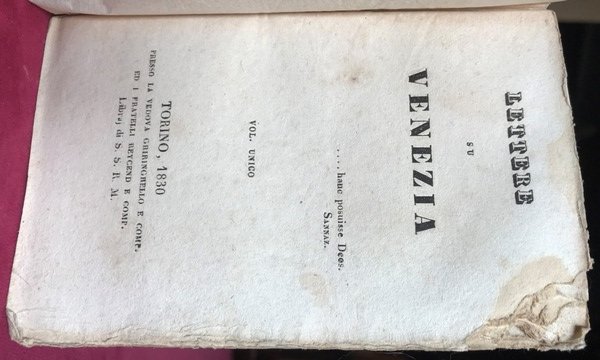 LETTERE
SU
VENEZIA
....hanc posuisse Deos.
SANNAZ.
VOL. UNICO
TORINO, 1830
PRESSO LA VEDOVA GHIRINGHELLO E COMP.
ED I FRATELLI REYCEND E COMP.
Libraj di S. S. R. M.